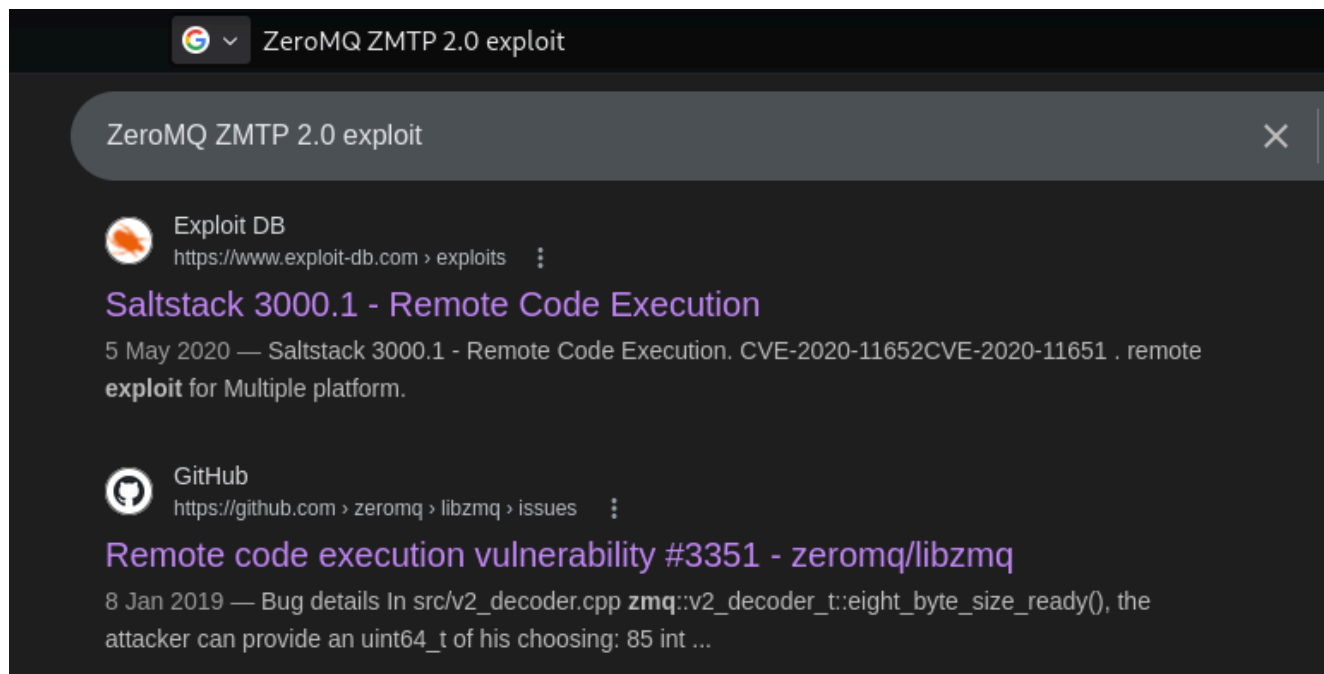 ZeroMQ ZMTP 2.0 exploit
ZeroMQ ZMTP 2.0 exploit
Exploit DB
https://www.exploit-db.com › exploits
Saltstack 3000.1 - Remote Code Execution
5 May 2020 — Saltstack 3000.1 - Remote Code Execution. CVE-2020-11652CVE-2020-11651 . remote
exploit for Multiple platform.
GitHub
https://github.com › zeromq › libzmq › issues
Remote code execution vulnerability #3351 - zeromq/libzmq
8 Jan 2019 — Bug details In src/v2_decoder.cpp zmq::v2_decoder_t::eight_byte_size_ready(), the
attacker can provide an uint64_t of his choosing: 85 int ...